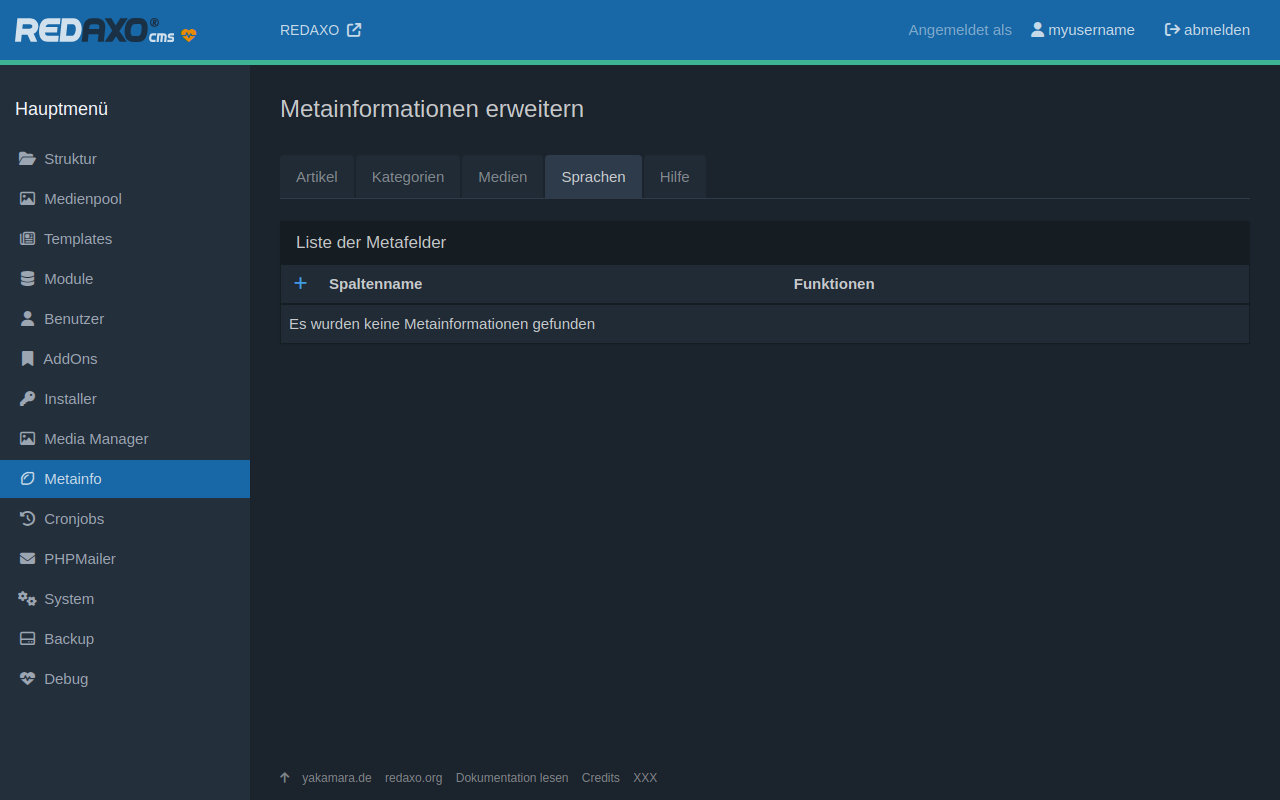 REDAXO® cms
REDAXO
Angemeldet als myusername abmelden
Hauptmenü
Struktur
Medienpool
Templates
Module
Benutzer
AddOns
Installer
Media Manager
Metainfo
Cronjobs
PHPMailer
System
Backup
Debug
Metainformationen erweitern
Artikel Kategorien Medien Sprachen Hilfe
Liste der Metafelder
Spaltenname Funktionen
Es wurden keine Metainformationen gefunden
yakamara.de redaxo.org Dokumentation lesen Credits XXX